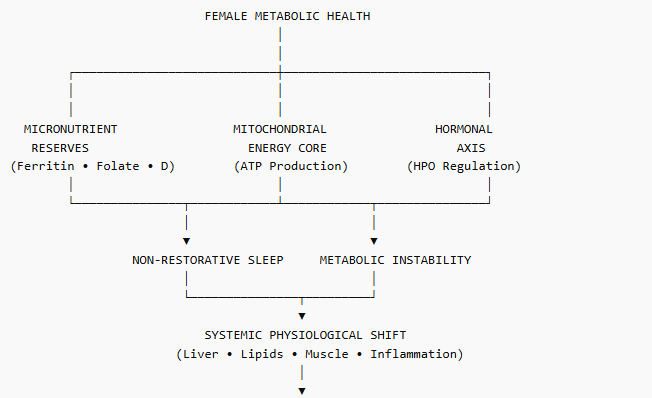 FEMALE METABOLIC HEALTH
MICRONUTRIENT MITOCHONDRIAL HORMONAL
RESERVES ENERGY CORE AXIS
(Ferritin • Folate • D) (ATP Production) (HPO Regulation)
NON-RESTORATIVE SLEEP METABOLIC INSTABILITY
SYSTEMIC PHYSIOLOGICAL SHIFT
(Liver • Lipids • Muscle • Inflammation)